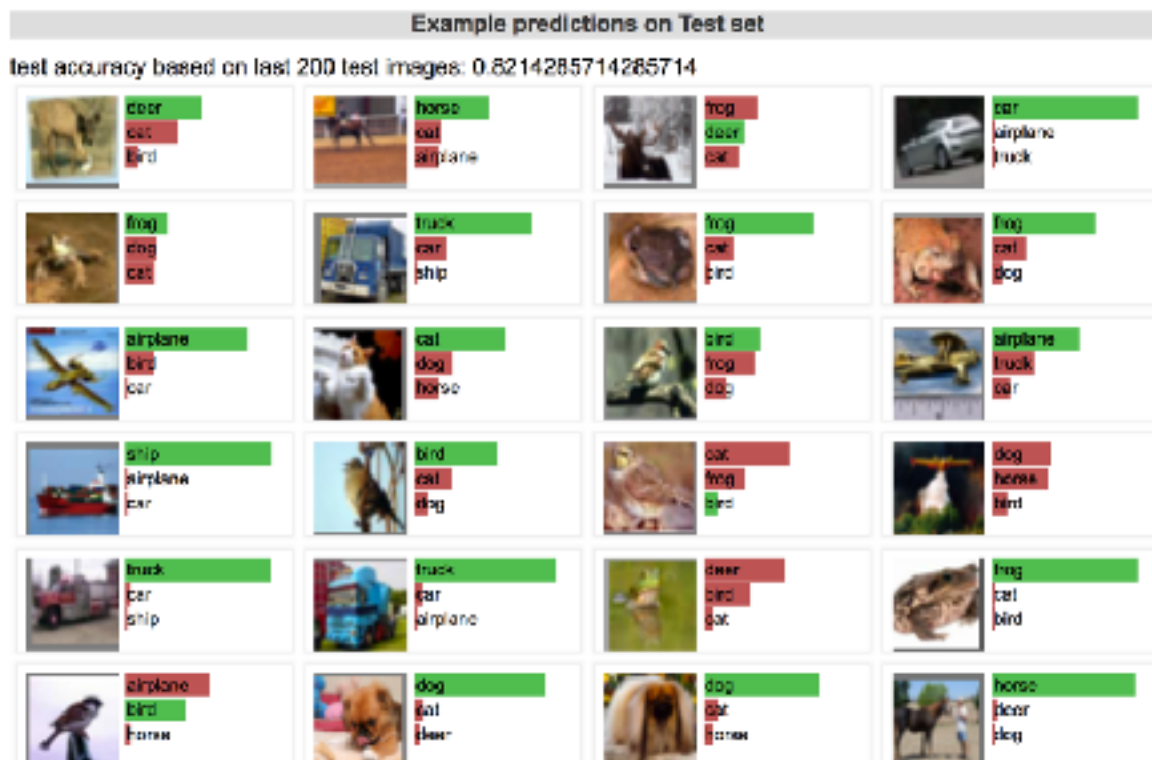 Example predictions on Test set
test accuracy based on last 200 test images: 0.8214285714285714
deer
cat
bird
horse
cat
airplane
frog
deer
cat
car
airplane
truck
frog
dog
cat
truck
car
ship
frog
cat
bird
frog
cat
dog
airplane
bird
car
cat
dog
horse
bird
frog
dog
airplane
truck
car
ship
airplane
car
bird
cat
dog
cat
frog
bird
dog
horse
bird
truck
car
ship
truck
car
airplane
deer
bird
cat
frog
cat
bird
airplane
bird
horse
dog
cat
deer
dog
cat
horse
horse
deer
dog